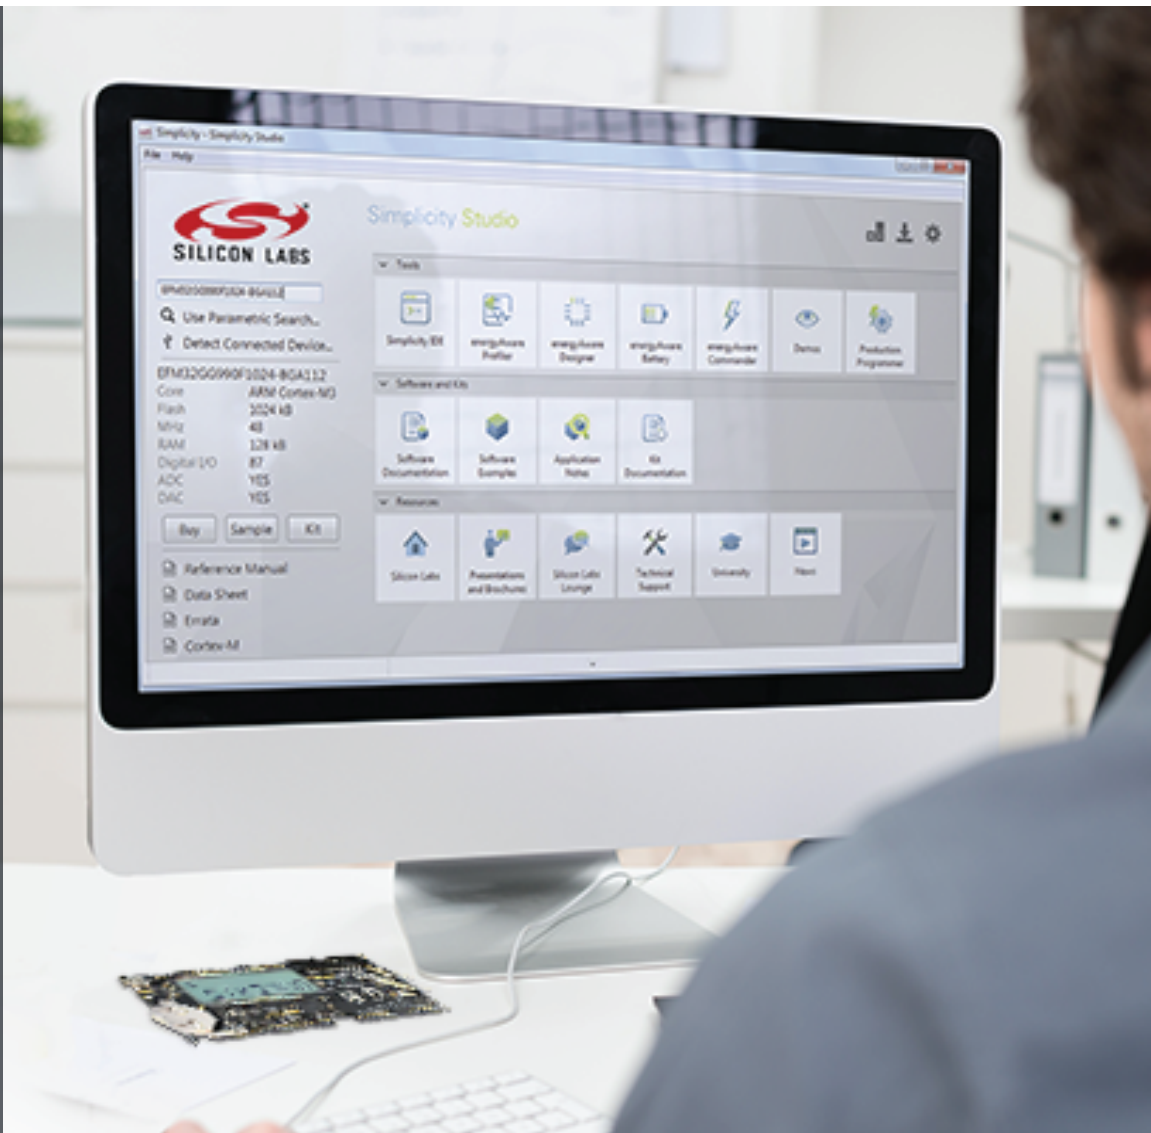 Simplicity - Simplicity Studio
File Help
SILICON LABS
Simplicity Studio
Tools
EFM32GG990F1024-BGA112
Use Parametric Search...
Detect Connected Device...
Simplicity IDE
energyAware Profiler
energyAware Designer
energyAware Battery
energyAware Commander
Demos
Production Programmer
EFM32GG990F1024-BGA112
Core ARM Cortex-M3
Flash 1024 kB
MHz 48
RAM 128 kB
Digital I/O 87
ADC YES
DAC YES
Software and Kits
Software Documentation
Software Examples
Application Notes
Kit Documentation
Resources
Buy Sample Kit
Silicon Labs
Presentations and Brochures
Silicon Labs Lounge
Technical Support
University
Reference Manual
Data Sheet
Errata
Cortex-M